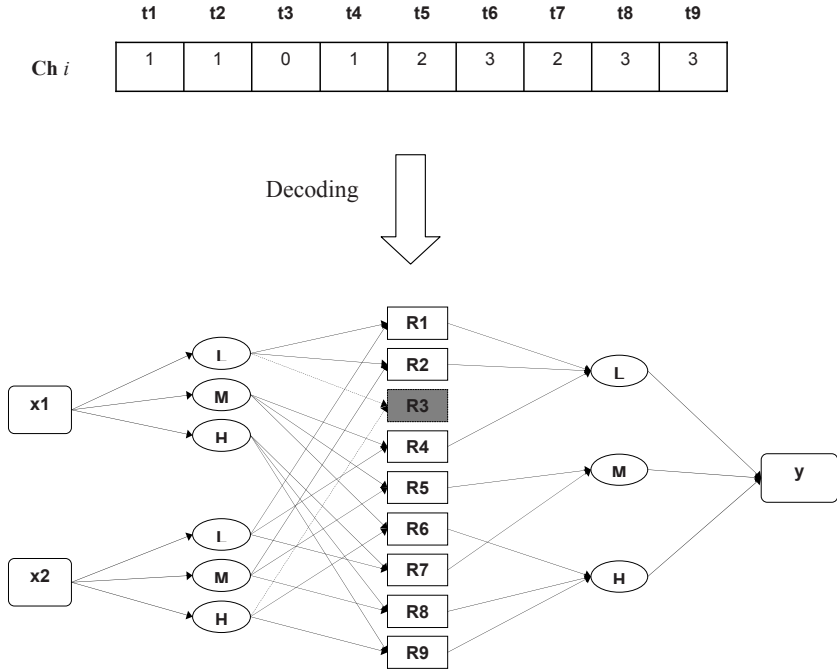 t1 t2 t3 t4 t5 t6 t7 t8 t9
Ch i 1 1 0 1 2 3 2 3 3
Decoding
R1
L R2 L
x1 M R3
H R4
R5 M y
L R6
x2 M R7 H
H R8
R9